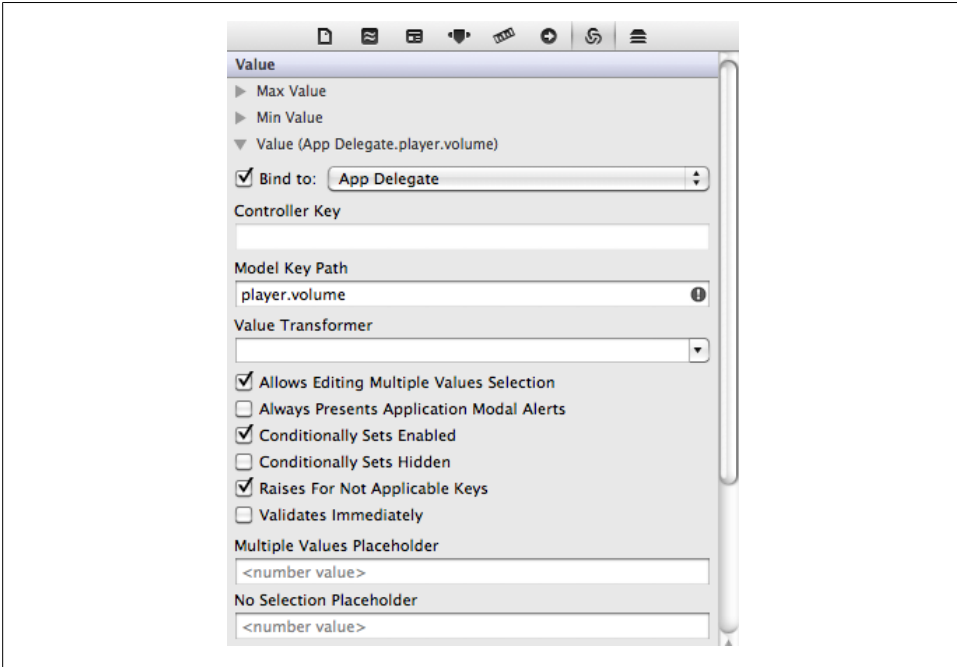 Value
Max Value
Min Value
Value (App Delegate.player.volume)
Bind to: App Delegate
Controller Key
Model Key Path
player.volume
Value Transformer
Allows Editing Multiple Values Selection
Always Presents Application Modal Alerts
Conditionally Sets Enabled
Conditionally Sets Hidden
Raises For Not Applicable Keys
Validates Immediately
Multiple Values Placeholder
<number value>
No Selection Placeholder
<number value>